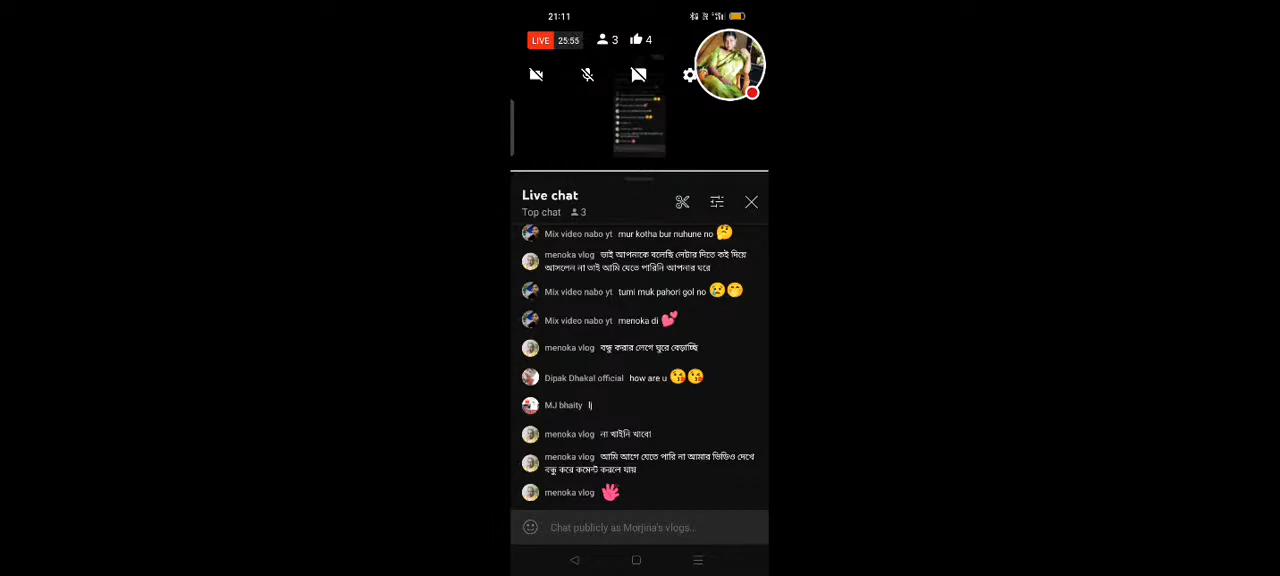 21:11
LIVE 25:55 3 4
Live chat
Top chat 3
Mix video nabo yt mur kotha bur nuhune no 🤔
menoka vlog ভাই আপনাকে বলেছি লেটার দিতে কই দিয়ে
আসলেন না তাই আমি যেতে পারিনি আপনার ঘরে
Mix video nabo yt tumi muk pahori gol no 😢🤭
Mix video nabo yt menoka di 💕
menoka vlog বন্ধু করার লেগে ঘুরে বেড়াচ্ছি
Dipak Dhakal official how are u 😘😘
MJ bhaity lj
menoka vlog না খাইনি খাবো
menoka vlog আমি আগে যেতে পারি না আমার ভিডিও দেখে
বন্ধু করে কমেন্ট করলে যায়
menoka vlog
Chat publicly as Morjina's vlogs...